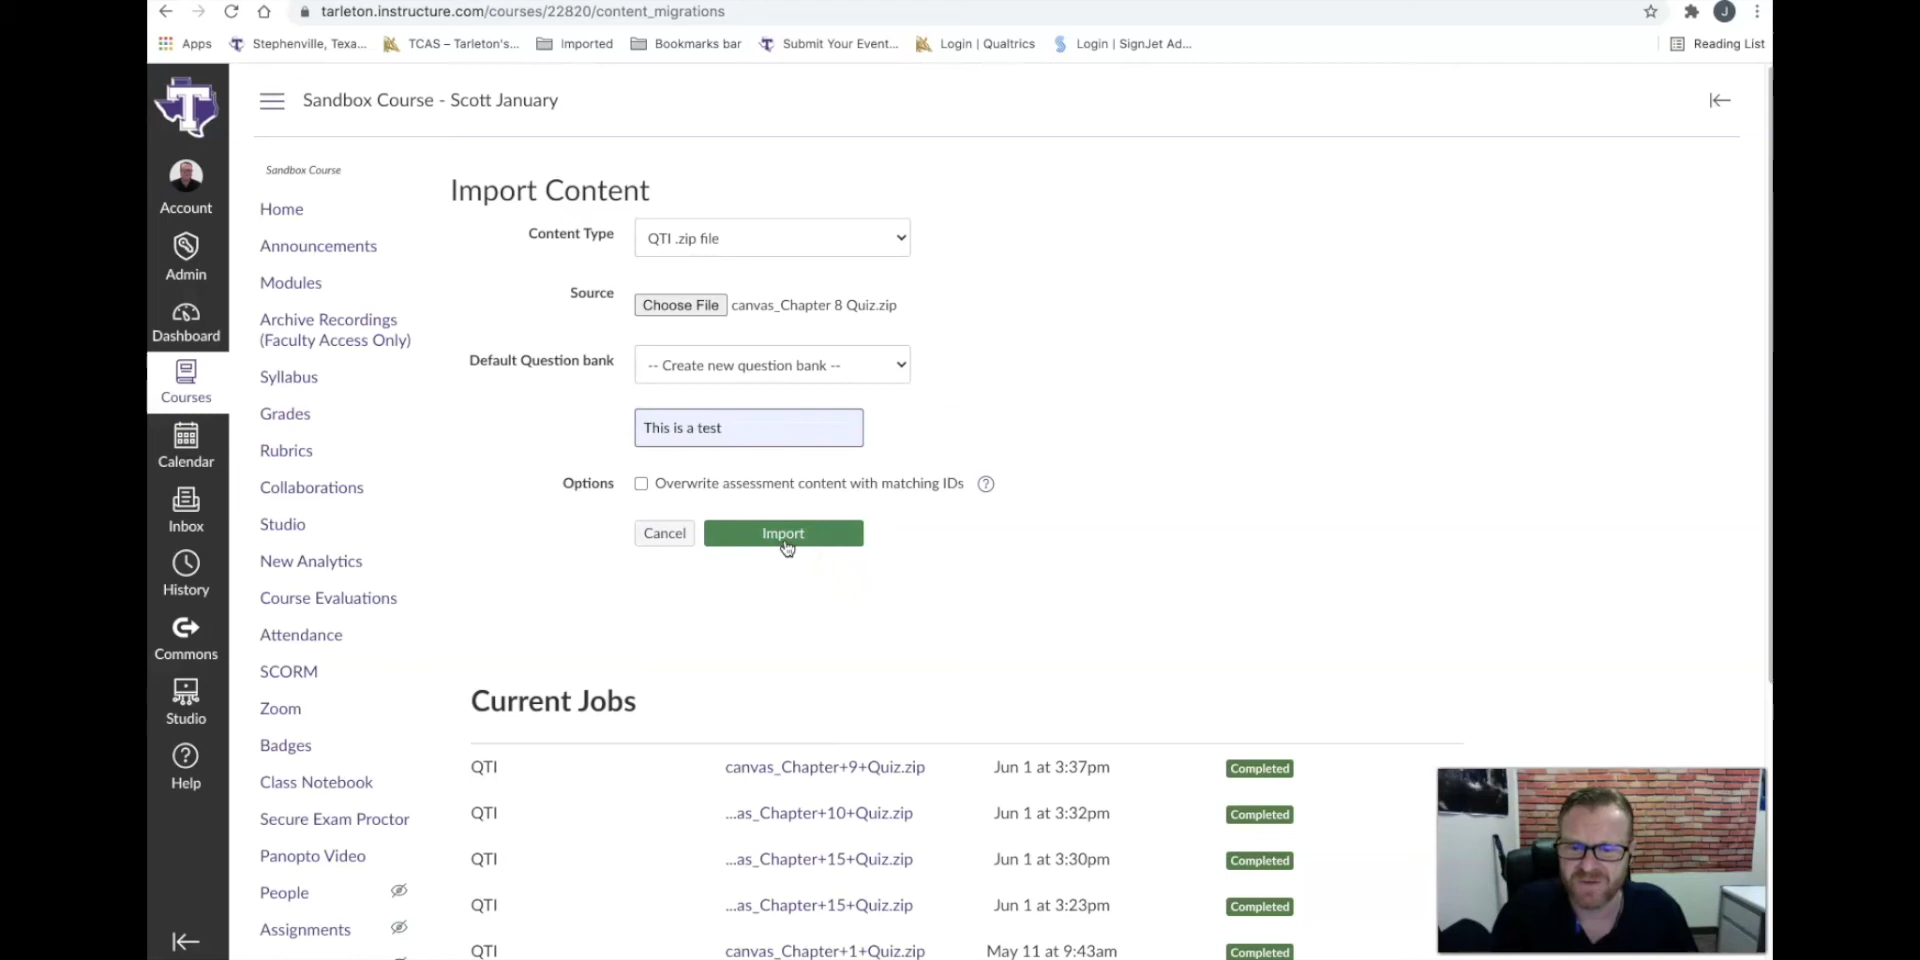 tarleton.instructure.com/courses/22820/content_migrations
J
Apps
Stephenville, Texa...
TCAS – Tarleton's...
Imported
Bookmarks bar
Submit Your Event...
Login | Qualtrics
Login | SignJet Ad...
Reading List
T
Sandbox Course - Scott January
Account
Admin
Dashboard
Courses
Calendar
Inbox
History
Commons
Studio
Help
Sandbox Course
Home
Announcements
Modules
Archive Recordings
(Faculty Access Only)
Syllabus
Grades
Rubrics
Collaborations
Studio
New Analytics
Course Evaluations
Attendance
SCORM
Zoom
Badges
Class Notebook
Secure Exam Proctor
Panopto Video
People
Assignments
Import Content
Content Type QTI .zip file
Source Choose File canvas_Chapter 8 Quiz.zip
Default Question bank -- Create new question bank --
This is a test
Options Overwrite assessment content with matching IDs ?
Cancel Import
Current Jobs
QTI canvas_Chapter+9+Quiz.zip Jun 1 at 3:37pm Completed
QTI ...as_Chapter+10+Quiz.zip Jun 1 at 3:32pm Completed
QTI ...as_Chapter+15+Quiz.zip Jun 1 at 3:30pm Completed
QTI ...as_Chapter+15+Quiz.zip Jun 1 at 3:23pm Completed
QTI canvas_Chapter+1+Quiz.zip May 11 at 9:43am Completed